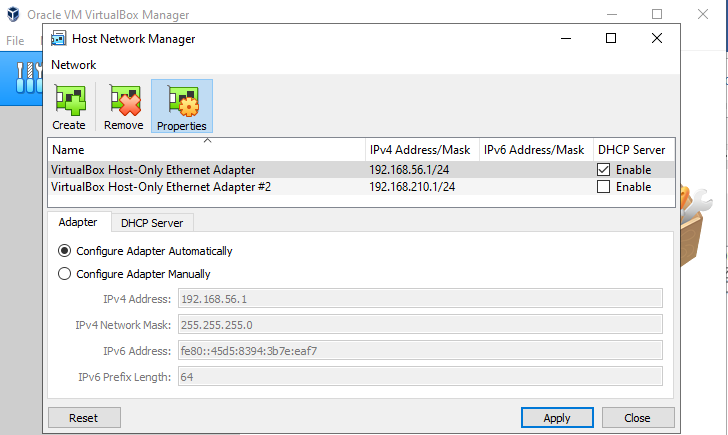 Oracle VM VirtualBox Manager
File
Host Network Manager
Network
Create Remove Properties
Name IPv4 Address/Mask IPv6 Address/Mask DHCP Server
VirtualBox Host-Only Ethernet Adapter 192.168.56.1/24 Enable
VirtualBox Host-Only Ethernet Adapter #2 192.168.210.1/24 Enable
Adapter DHCP Server
Configure Adapter Automatically
Configure Adapter Manually
IPv4 Address: 192.168.56.1
IPv4 Network Mask: 255.255.255.0
IPv6 Address: fe80::45d5:8394:3b7e:eaf7
IPv6 Prefix Length: 64
Reset Apply Close